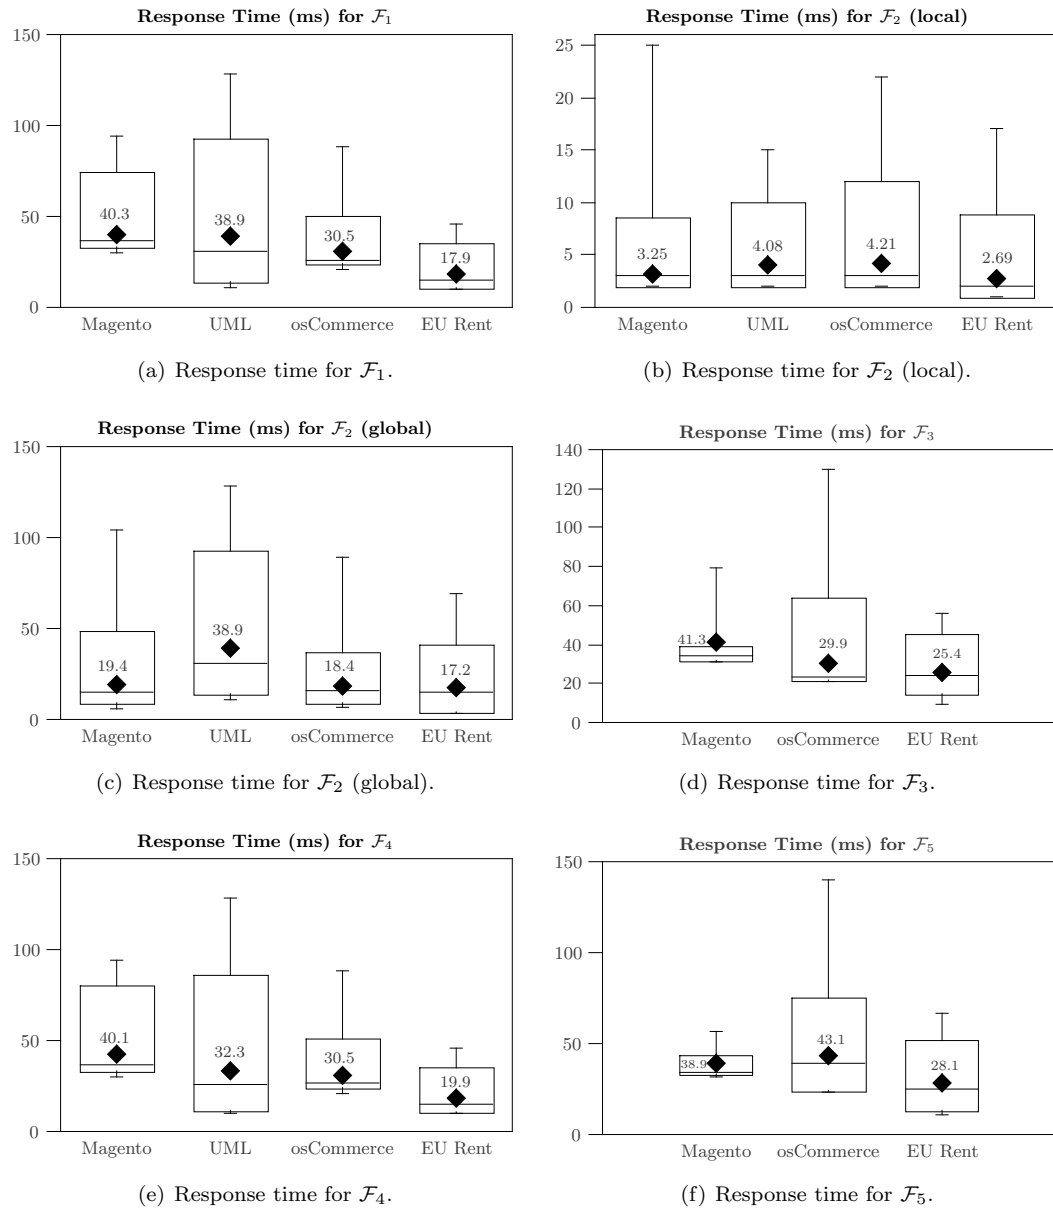 Response Time (ms) for ℱ₁
150
100
50
0
40.3
38.9
30.5
17.9
Magento UML osCommerce EU Rent
(a) Response time for ℱ₁.
Response Time (ms) for ℱ₂ (local)
25
20
15
10
5
0
3.25
4.08
4.21
2.69
Magento UML osCommerce EU Rent
(b) Response time for ℱ₂ (local).
Response Time (ms) for ℱ₂ (global)
150
100
50
0
19.4
38.9
18.4
17.2
Magento UML osCommerce EU Rent
(c) Response time for ℱ₂ (global).
Response Time (ms) for ℱ₃
140
120
100
80
60
40
20
0
41.3
29.9
25.4
Magento osCommerce EU Rent
(d) Response time for ℱ₃.
Response Time (ms) for ℱ₄
150
100
50
0
40.1
32.3
30.5
19.9
Magento UML osCommerce EU Rent
(e) Response time for ℱ₄.
Response Time (ms) for ℱ₅
150
100
50
0
38.9
43.1
28.1
Magento osCommerce EU Rent
(f) Response time for ℱ₅.